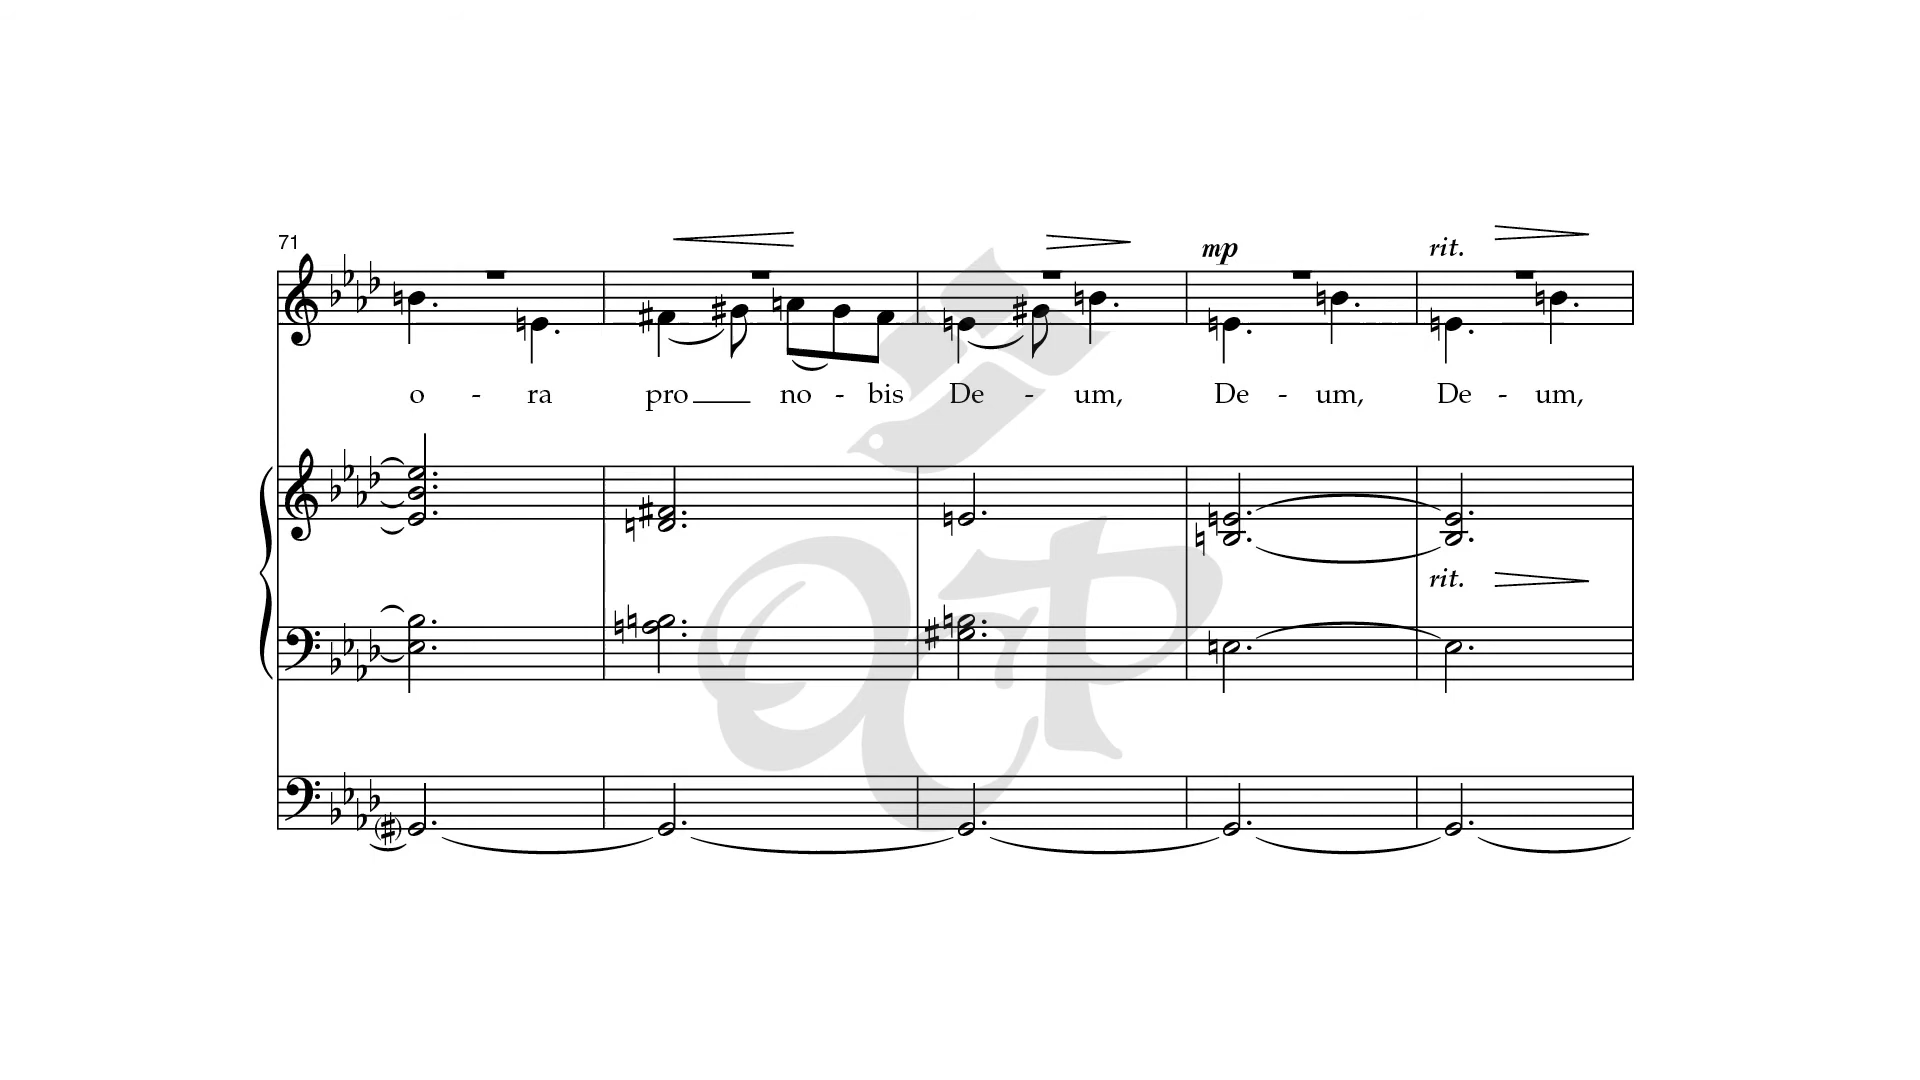 71
mp rit.
o - ra pro no - bis De - um, De - um, De - um,
rit.